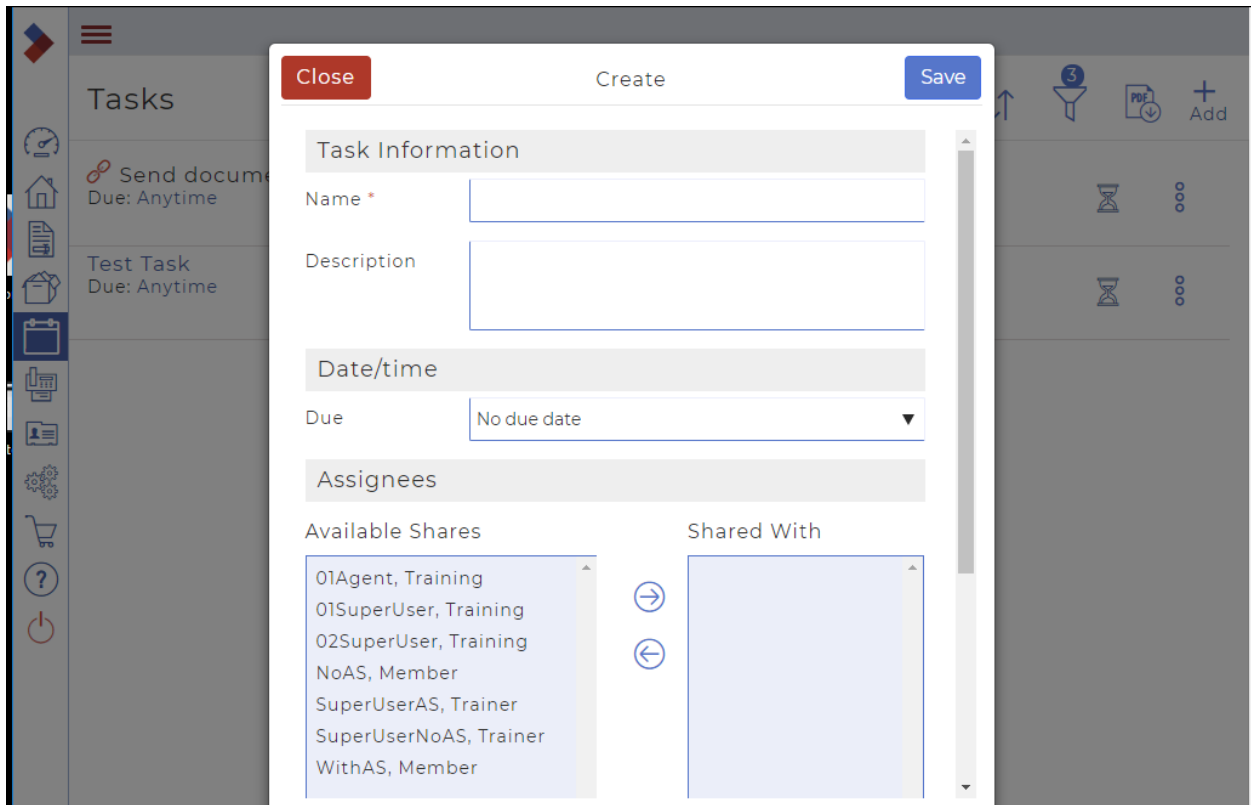 Close
Create
Save
Tasks
3
PDF
Add
Task Information
Send docume
Due: Anytime
Name *
Description
Test Task
Due: Anytime
Date/time
Due
No due date
Assignees
Available Shares
Shared With
01Agent, Training
01SuperUser, Training
02SuperUser, Training
NoAS, Member
SuperUserAS, Trainer
SuperUserNoAS, Trainer
WithAS, Member
?